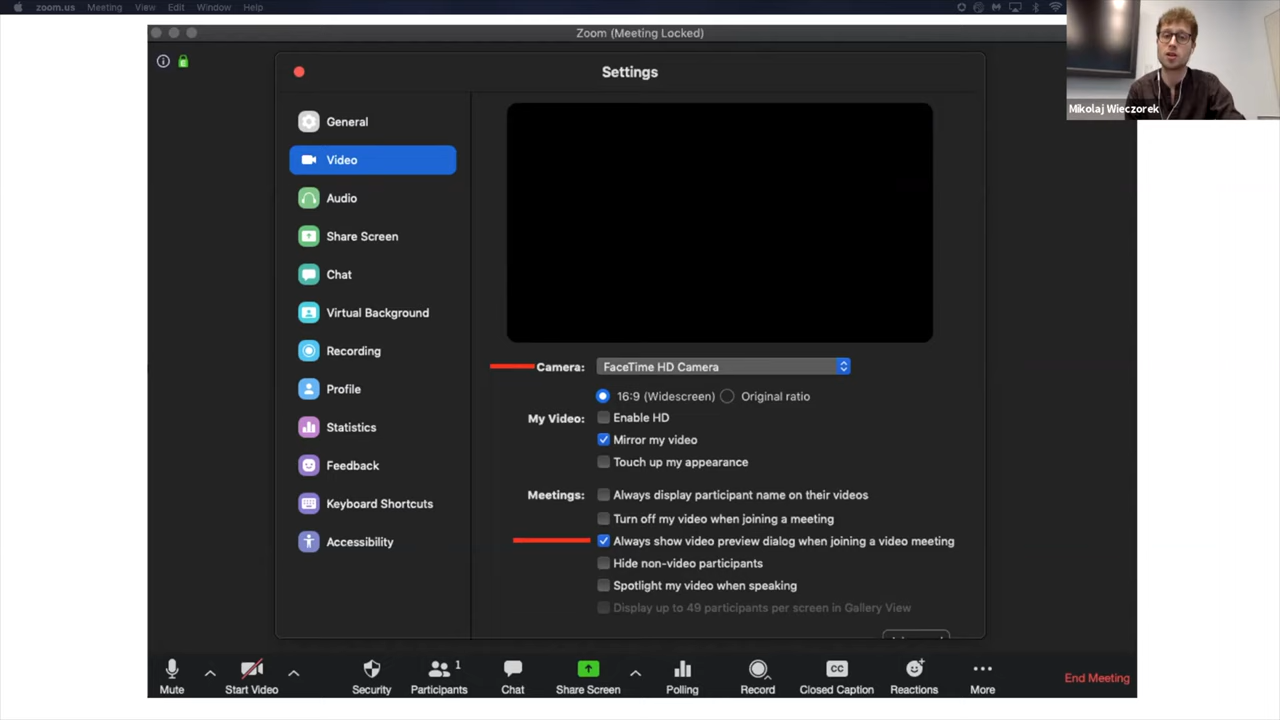 zoom.us Meeting View Edit Window Help
Zoom (Meeting Locked)
Mikolaj Wieczorek
Settings
General
Video
Audio
Share Screen
Chat
Virtual Background
Recording
Profile
Statistics
Feedback
Keyboard Shortcuts
Accessibility
Camera: FaceTime HD Camera
16:9 (Widescreen) Original ratio
My Video: Enable HD
Mirror my video
Touch up my appearance
Meetings: Always display participant name on their videos
Turn off my video when joining a meeting
Always show video preview dialog when joining a video meeting
Hide non-video participants
Spotlight my video when speaking
Display up to 49 participants per screen in Gallery View
Mute Start Video Security Participants 1 Chat Share Screen Polling Record CC Closed Caption Reactions More End Meeting